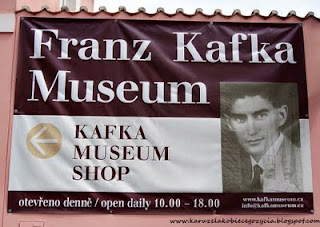 Franz Kafka
Museum
KAFKA
MUSEUM
SHOP
www.kafkamuseum.cz
info@kafkamuseum.cz
otevřeno denně / open daily 10.00 - 18.00
www.karuzelakobiecegozycia.blogspot.com